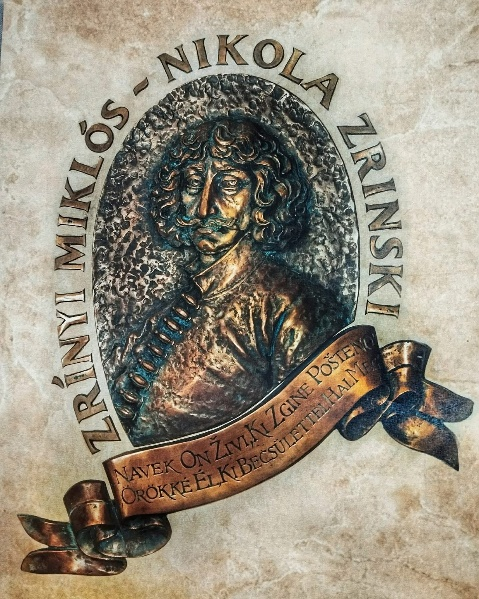 ZRÍNYI MIKLÓS - NIKOLA ZRINSKI
NAVEK ON ŽIVI, KI ZGINE POŠTENO
ÖRÖKKÉ ÉL, KI BECSÜLETTEL HAL MEG